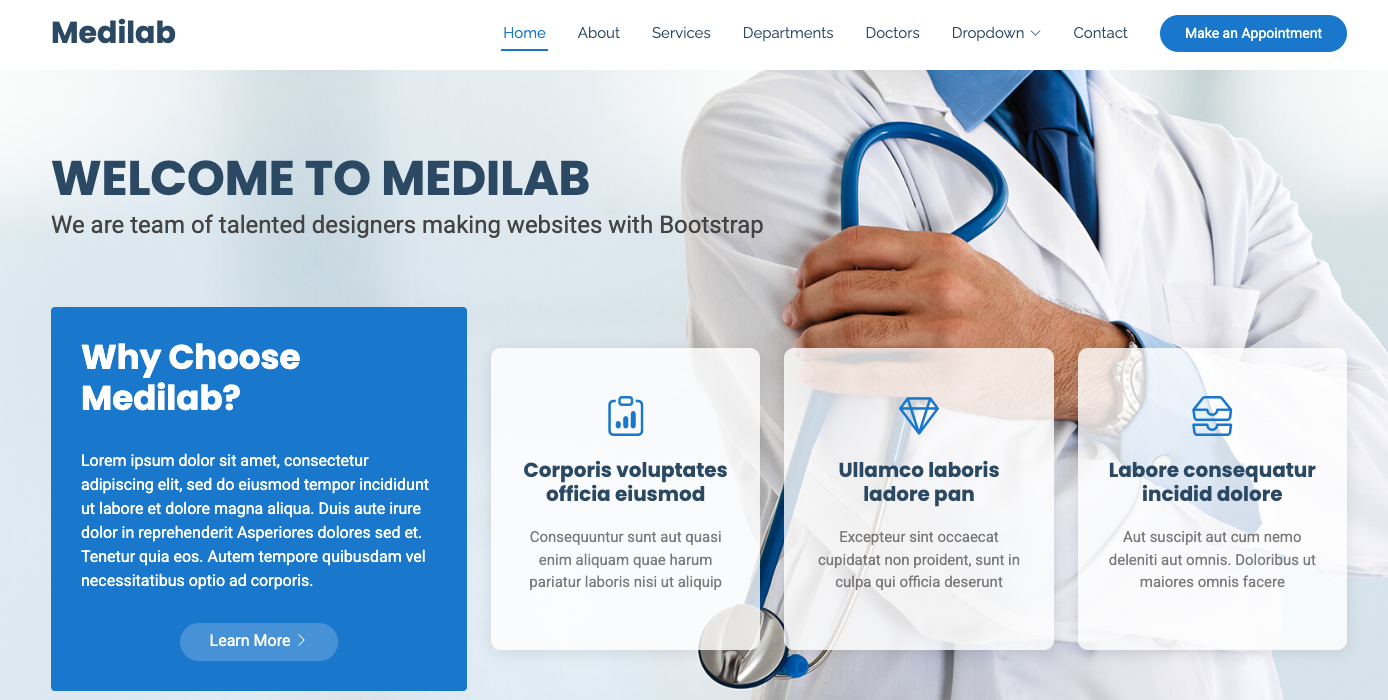 Medilab
Home
About
Services
Departments
Doctors
Dropdown
Contact
Make an Appointment
WELCOME TO MEDILAB
We are team of talented designers making websites with Bootstrap
Why Choose
Medilab?
Lorem ipsum dolor sit amet, consectetur
adipiscing elit, sed do eiusmod tempor incididunt
ut labore et dolore magna aliqua. Duis aute irure
dolor in reprehenderit Asperiores dolores sed et.
Tenetur quia eos. Autem tempore quibusdam vel
necessitatibus optio ad corporis.
Learn More
Corporis voluptates
officia eiusmod
Consequuntur sunt aut quasi
enim aliquam quae harum
pariatur laboris nisi ut aliquip
Ullamco laboris
ladore pan
Excepteur sint occaecat
cupidatat non proident, sunt in
culpa qui officia deserunt
Labore consequatur
incidid dolore
Aut suscipit aut cum nemo
deleniti aut omnis. Doloribus ut
maiores omnis facere